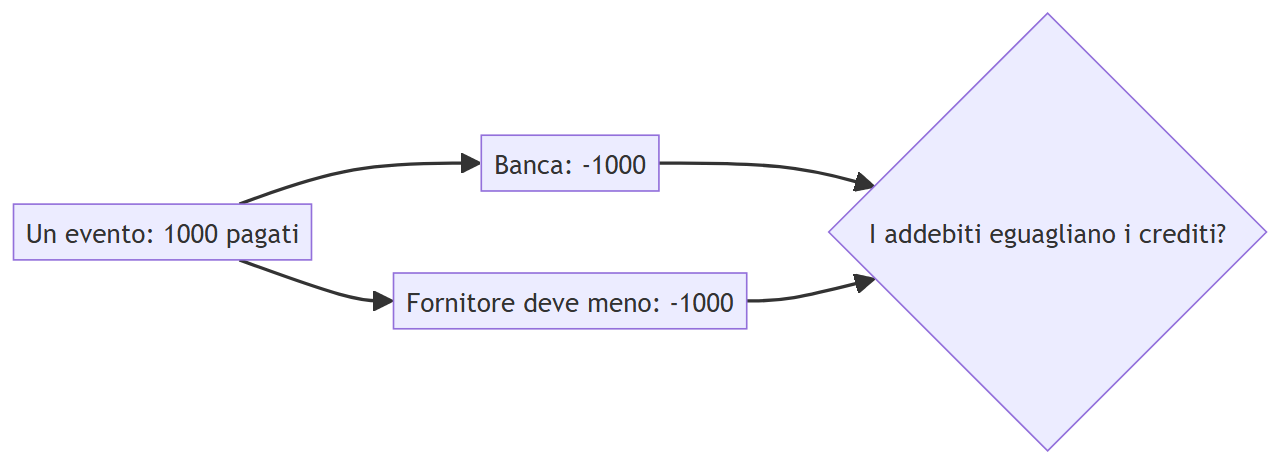 Un evento: 1000 pagati
Banca: -1000
Fornitore deve meno: -1000
I addebiti eguagliano i crediti?